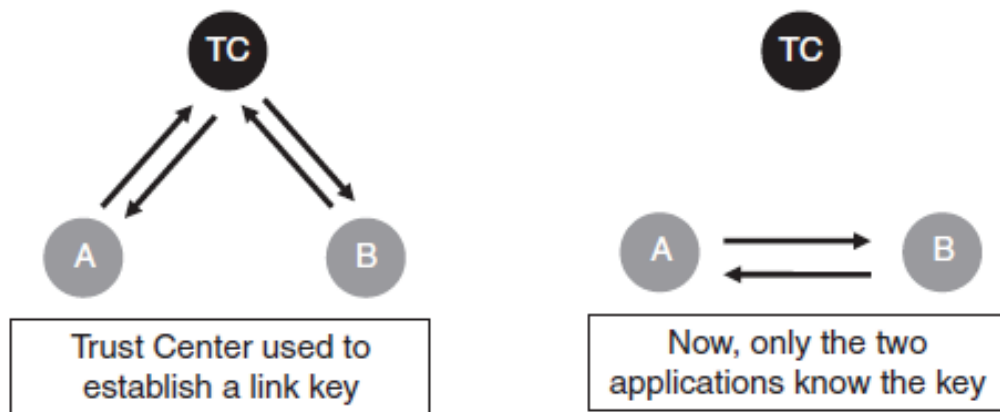 TC
A
B
Trust Center used to
establish a link key
TC
A
B
Now, only the two
applications know the key